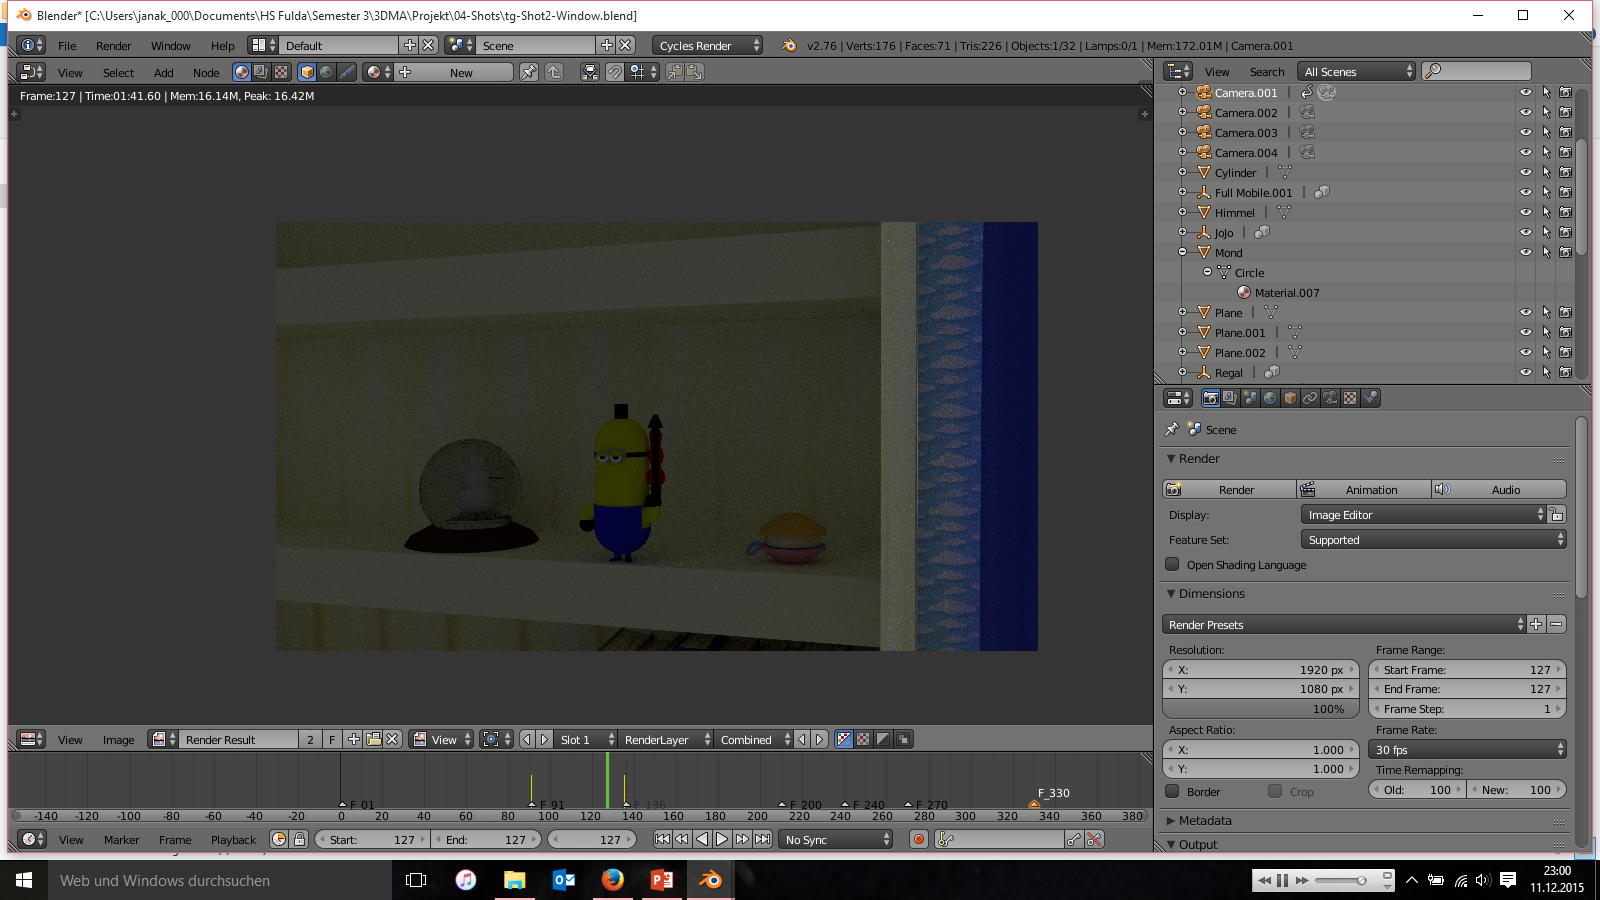 Blender* [C:\Users\janak_000\Documents\HS Fulda\Semester 3\3DMA\Projekt\04-Shots\tg-Shot2-Window.blend]
File Render Window Help Default Scene Cycles Render v2.76 | Verts:176 | Faces:71 | Tris:226 | Objects:1/32 | Lamps:0/1 | Mem:172.01M | Camera.001
View Select Add Node New
View Search All Scenes
Frame:127 | Time:01:41.60 | Mem:16.14M, Peak: 16.42M
Camera.001
Camera.002
Camera.003
Camera.004
Cylinder
Full Mobile.001
Himmel
JoJo
Mond
Circle
Material.007
Plane
Plane.001
Plane.002
Regal
Scene
Render
Render Animation Audio
Display: Image Editor
Feature Set: Supported
Open Shading Language
Dimensions
Render Presets
Resolution: Frame Range:
X: 1920 px Start Frame: 127
Y: 1080 px End Frame: 127
100% Frame Step: 1
Aspect Ratio: Frame Rate:
X: 1.000 30 fps
Y: 1.000 Time Remapping:
Border Crop Old: 100 New: 100
Metadata
Output
View Image Render Result 2 F View Slot 1 RenderLayer Combined
F_01 F_91 F_136 F_200 F_240 F_270 F_330
-140 -120 -100 -80 -60 -40 -20 0 20 40 60 80 100 120 140 160 180 200 220 240 260 280 300 320 340 360 380
View Marker Frame Playback Start: 127 End: 127 127 No Sync
Web und Windows durchsuchen
23:00
11.12.2015